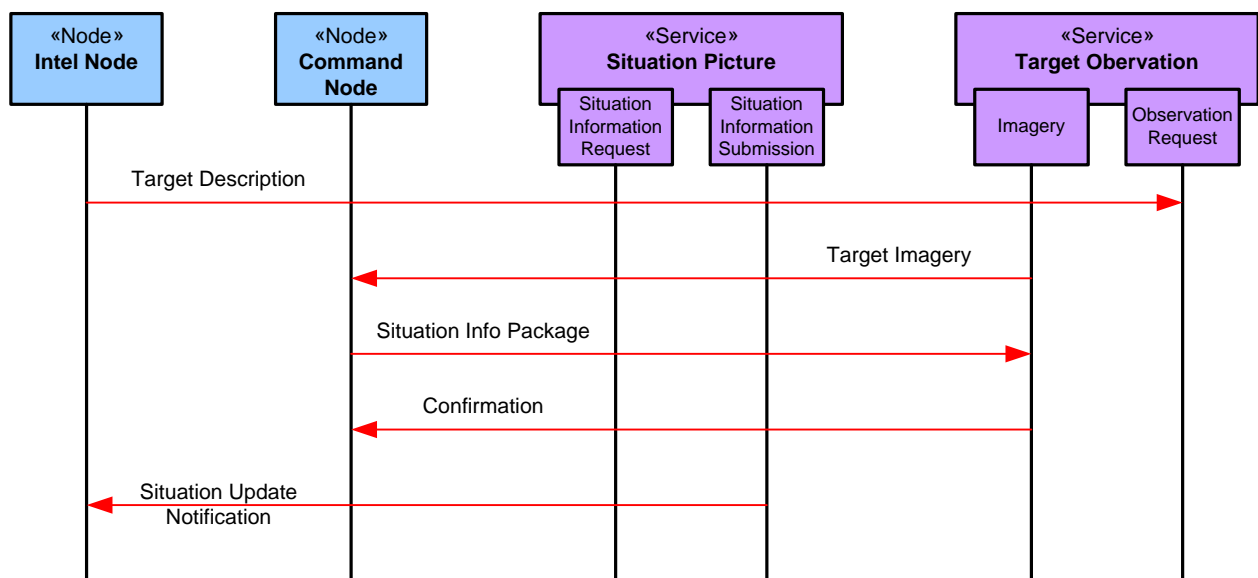 «Node»
Intel Node
«Node»
Command
Node
«Service»
Situation Picture
Situation
Information
Request
Situation
Information
Submission
«Service»
Target Obervation
Imagery
Observation
Request
Target Description
Target Imagery
Situation Info Package
Confirmation
Situation Update
Notification